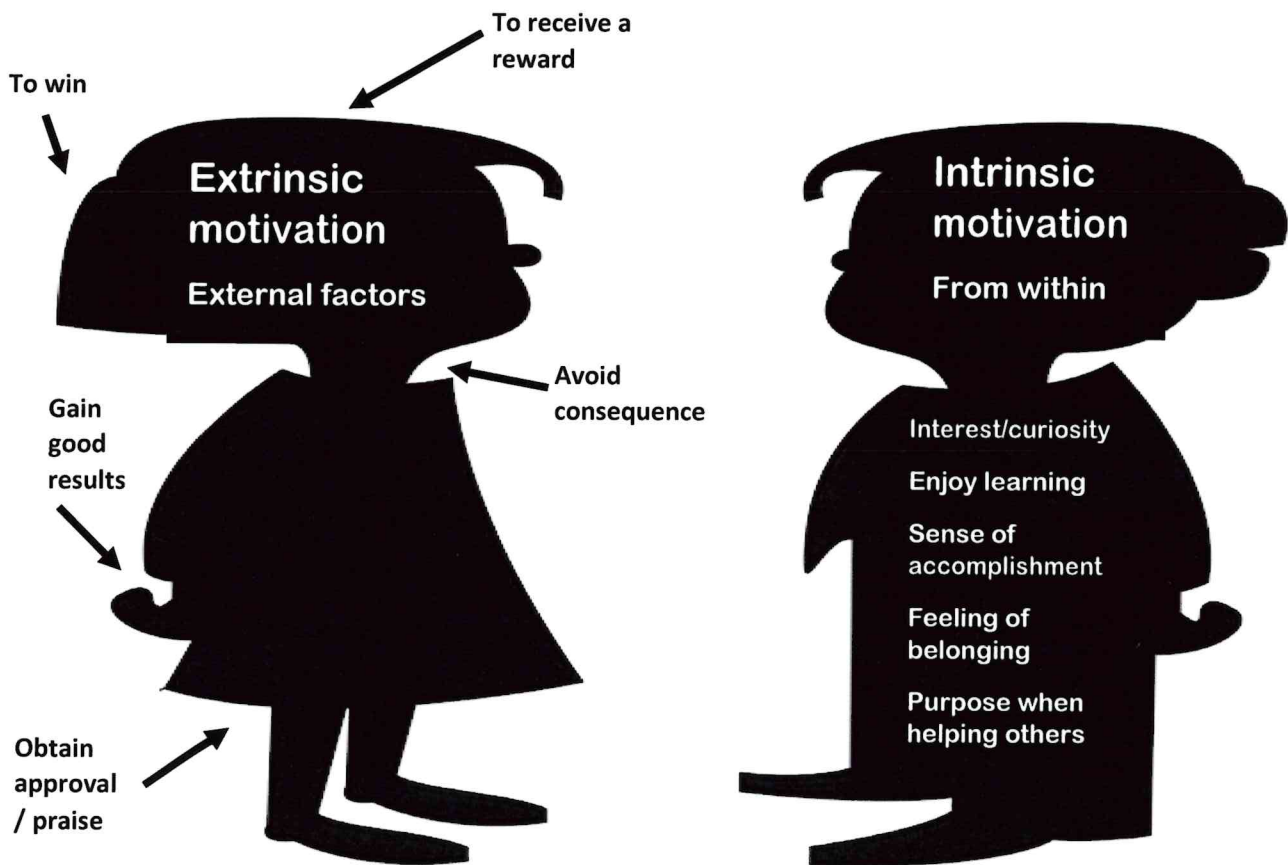 To receive a
reward
To win
Extrinsic
motivation
External factors
Avoid
consequence
Gain
good
results
Obtain
approval
/ praise
Intrinsic
motivation
From within
Interest/curiosity
Enjoy learning
Sense of
accomplishment
Feeling of
belonging
Purpose when
helping others